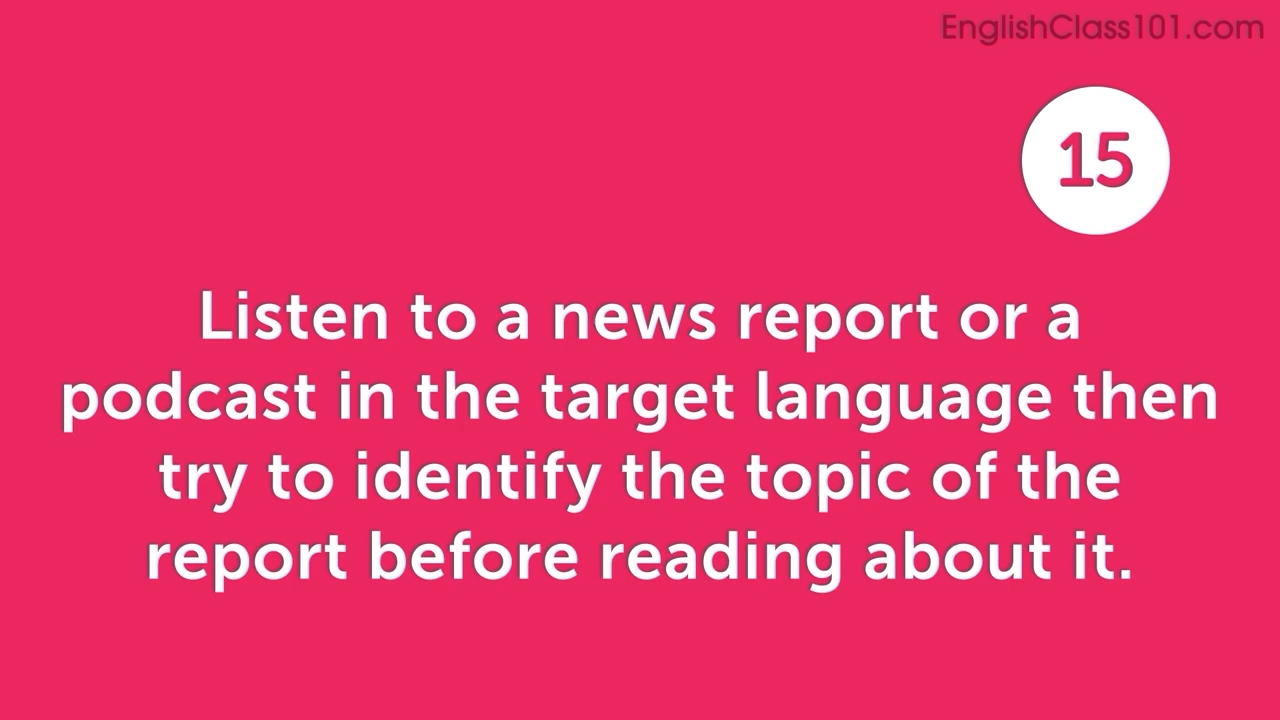 EnglishClass101.com
15
Listen to a news report or a
podcast in the target language then
try to identify the topic of the
report before reading about it.